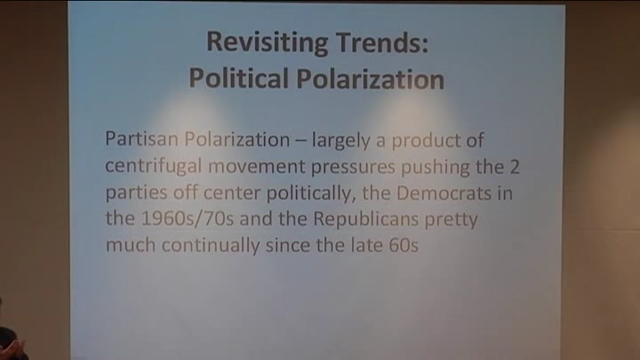 Revisiting Trends:
Political Polarization
Partisan Polarization – largely a product of
centrifugal movement pressures pushing the 2
parties off center politically, the Democrats in
the 1960s/70s and the Republicans pretty
much continually since the late 60s